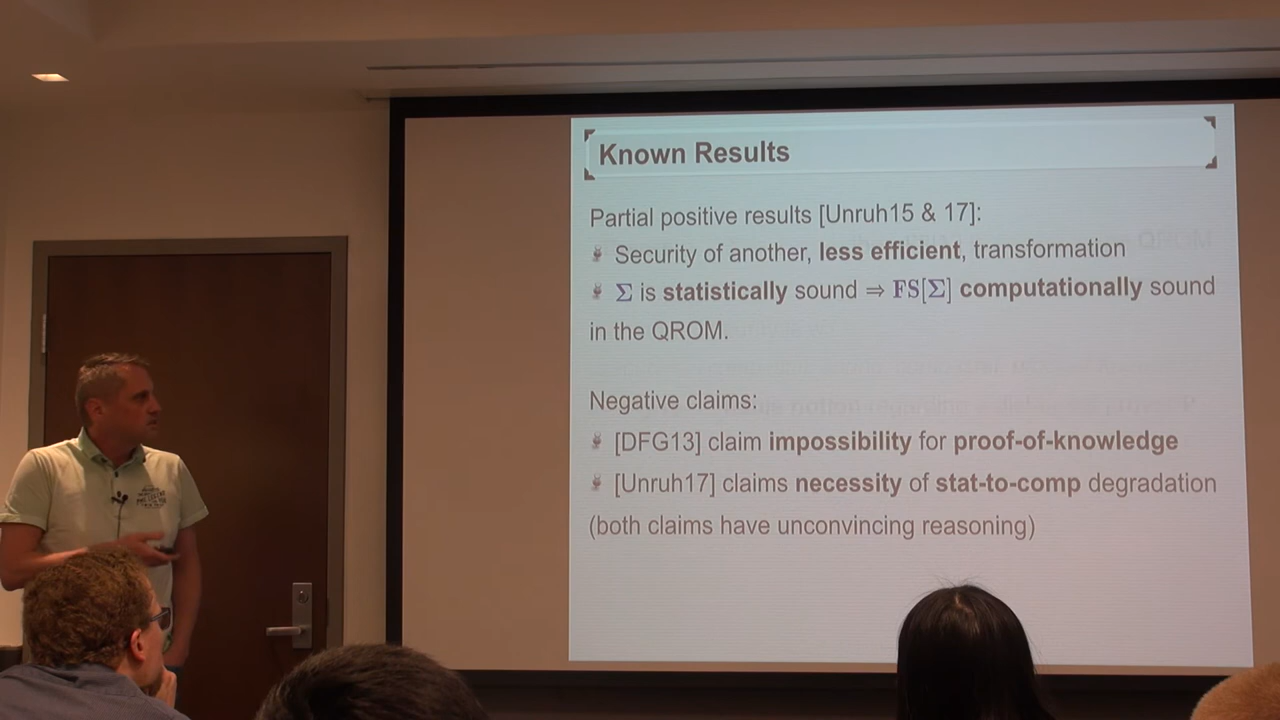 Known Results
Partial positive results [Unruh15 & 17]:
Security of another, less efficient, transformation
Σ is statistically sound ⇒ FS[Σ] computationally sound
in the QROM.
Negative claims:
[DFG13] claim impossibility for proof-of-knowledge
[Unruh17] claims necessity of stat-to-comp degradation
(both claims have unconvincing reasoning)